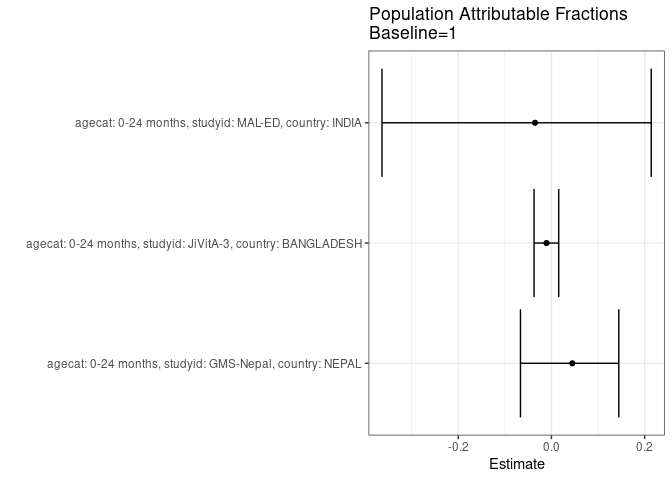 Population Attributable Fractions
Baseline=1
agecat: 0-24 months, studyid: MAL-ED, country: INDIA
agecat: 0-24 months, studyid: JiVitA-3, country: BANGLADESH
agecat: 0-24 months, studyid: GMS-Nepal, country: NEPAL
-0.2 0.0 0.2
Estimate